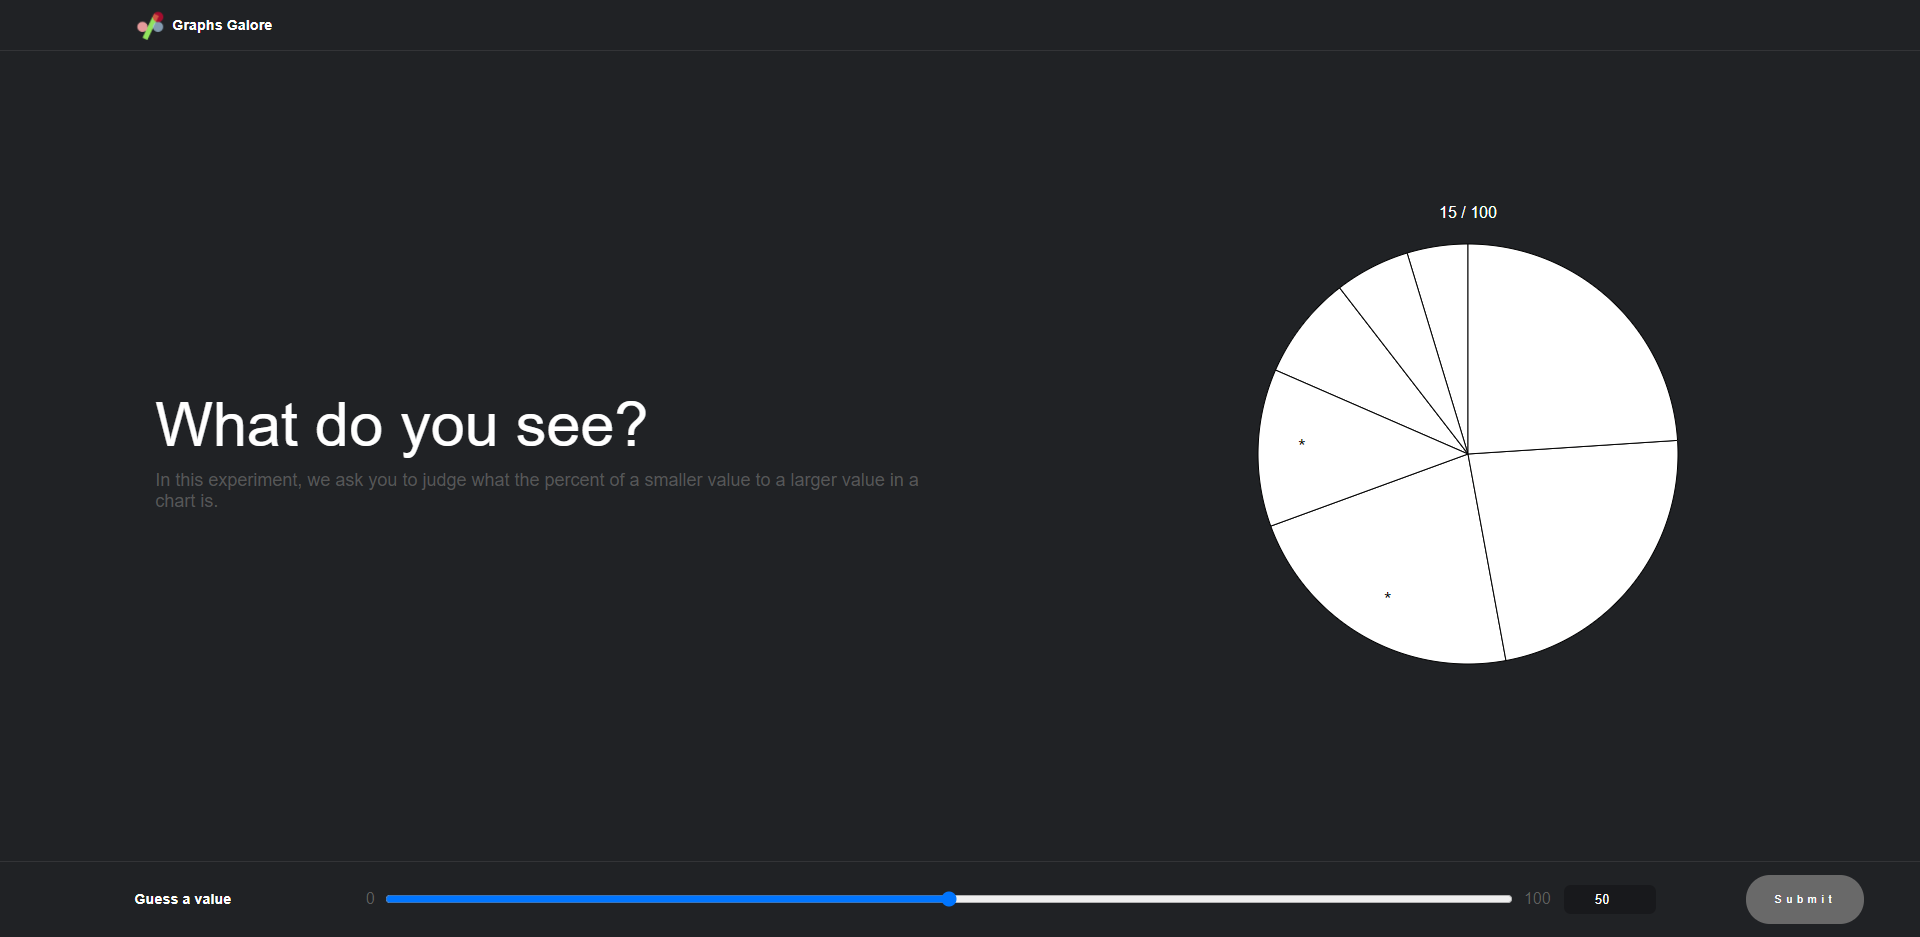 Graphs Galore
15 / 100
What do you see?
In this experiment, we ask you to judge what the percent of a smaller value to a larger value in a
chart is.
*
*
Guess a value
0
100
50
Submit